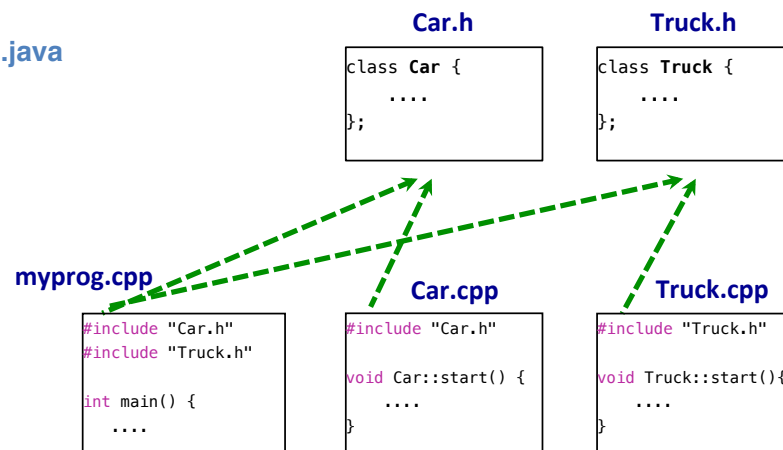 .java
Car.h
class Car {
    ....
};
Truck.h
class Truck {
    ....
};
myprog.cpp
#include "Car.h"
#include "Truck.h"
int main() {
    ....
Car.cpp
#include "Car.h"
void Car::start() {
    ....
}
Truck.cpp
#include "Truck.h"
void Truck::start(){
    ....
}